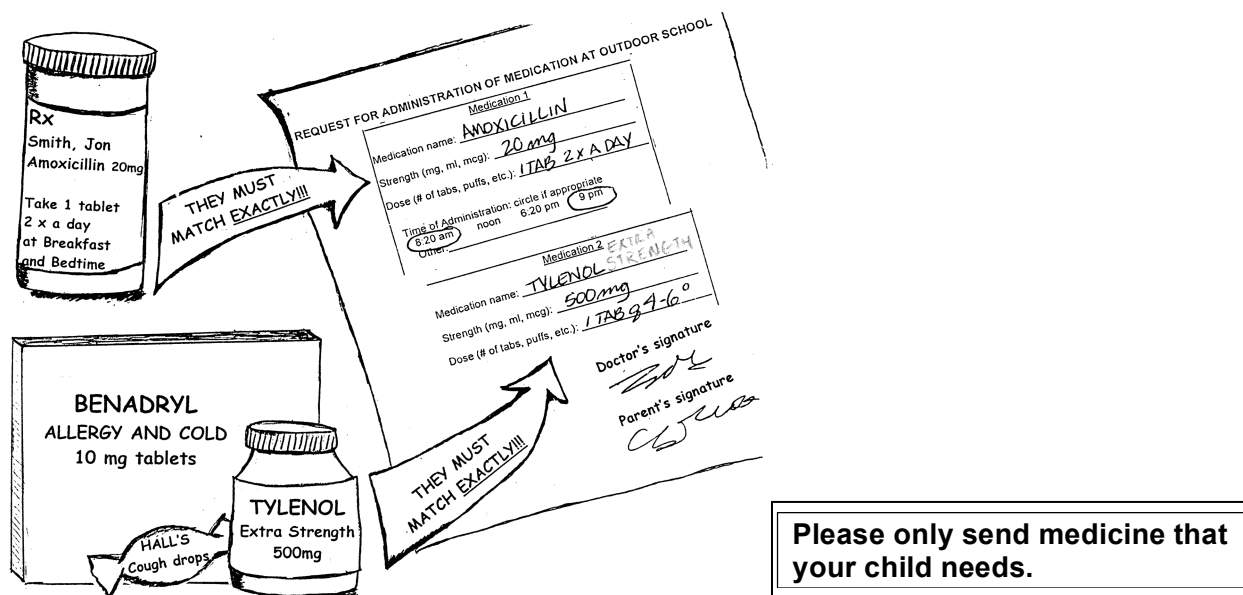 Rx
Smith, Jon
Amoxicillin 20mg
Take 1 tablet
2 x a day
at Breakfast
and Bedtime
THEY MUST
MATCH EXACTLY!!!
REQUEST FOR ADMINISTRATION OF MEDICATION AT OUTDOOR SCHOOL
Medication 1
Medication name: AMOXICILLIN
Strength (mg, ml, mcg): 20 mg
Dose (# of tabs, puffs, etc.): 1 TAB 2 X A DAY
Time of Administration: circle if appropriate
8:20 am noon 6:20 pm 9 pm
Other:
Medication 2
Medication name: TYLENOL EXTRA
STRENGTH
Strength (mg, ml, mcg): 500mg
Dose (# of tabs, puffs, etc.): 1 TAB q 4-6°
Doctor's signature
Parent's signature
BENADRYL
ALLERGY AND COLD
10 mg tablets
HALL'S
Cough drops
TYLENOL
Extra Strength
500mg
THEY MUST
MATCH EXACTLY!!!
Please only send medicine that
your child needs.